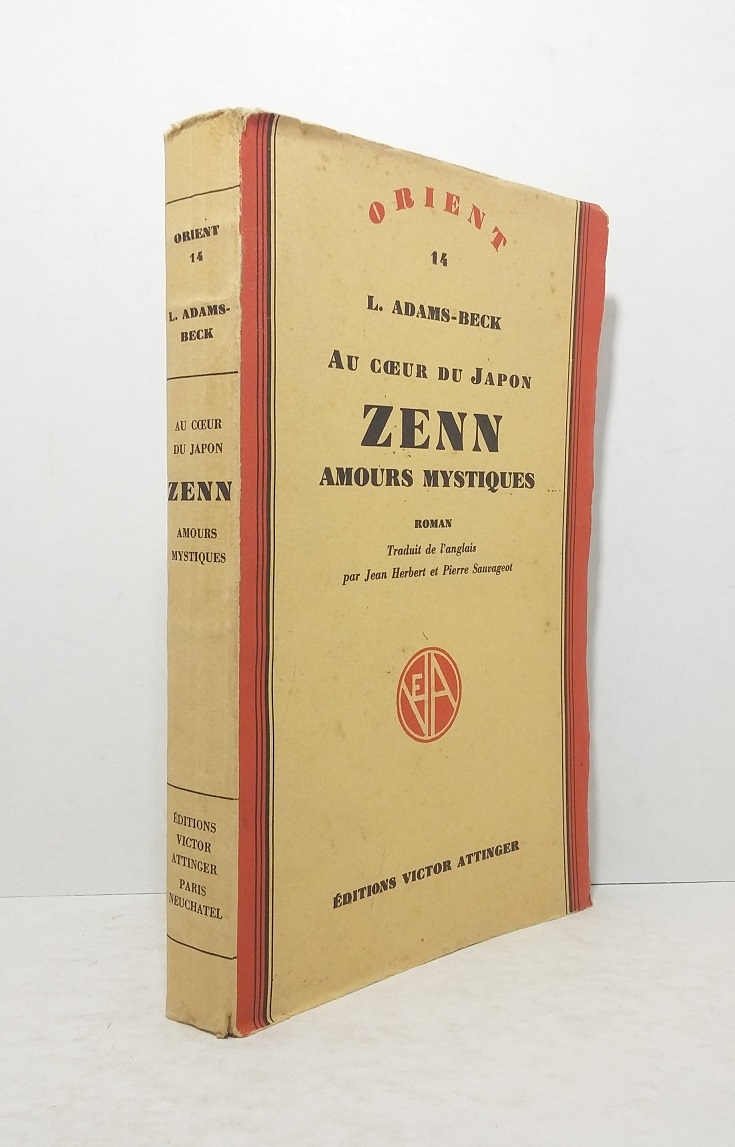 ORIENT
14
L. ADAMS-
BECK
AU CŒUR
DU JAPON
ZENN
AMOURS
MYSTIQUES
ÉDITIONS
VICTOR
ATTINGER
PARIS
NEUCHATEL
ORIENT
14
L. ADAMS-BECK
AU CŒUR DU JAPON
ZENN
AMOURS MYSTIQUES
ROMAN
Traduit de l'anglais
par Jean Herbert et Pierre Sauvageot
VEA
ÉDITIONS VICTOR ATTINGER